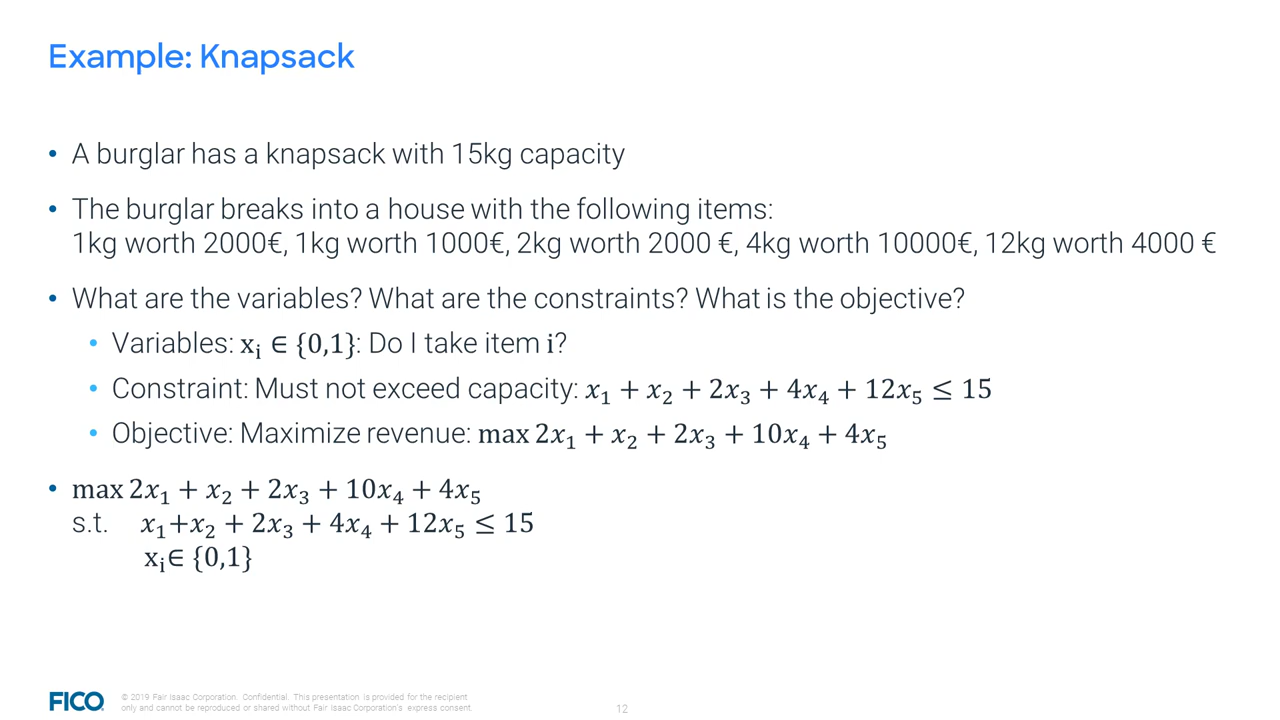 Example: Knapsack
• A burglar has a knapsack with 15kg capacity
• The burglar breaks into a house with the following items:
1kg worth 2000€, 1kg worth 1000€, 2kg worth 2000 €, 4kg worth 10000€, 12kg worth 4000 €
• What are the variables? What are the constraints? What is the objective?
• Variables: xᵢ ∈ {0,1}: Do I take item i?
• Constraint: Must not exceed capacity: 𝑥₁ + 𝑥₂ + 2𝑥₃ + 4𝑥₄ + 12𝑥₅ ≤ 15
• Objective: Maximize revenue: max 2𝑥₁ + 𝑥₂ + 2𝑥₃ + 10𝑥₄ + 4𝑥₅
• max 2𝑥₁ + 𝑥₂ + 2𝑥₃ + 10𝑥₄ + 4𝑥₅
s.t. 𝑥₁+𝑥₂ + 2𝑥₃ + 4𝑥₄ + 12𝑥₅ ≤ 15
xᵢ∈ {0,1}
FICO
© 2019 Fair Isaac Corporation. Confidential. This presentation is provided for the recipient
only and cannot be reproduced or shared without Fair Isaac Corporation's express consent.
12